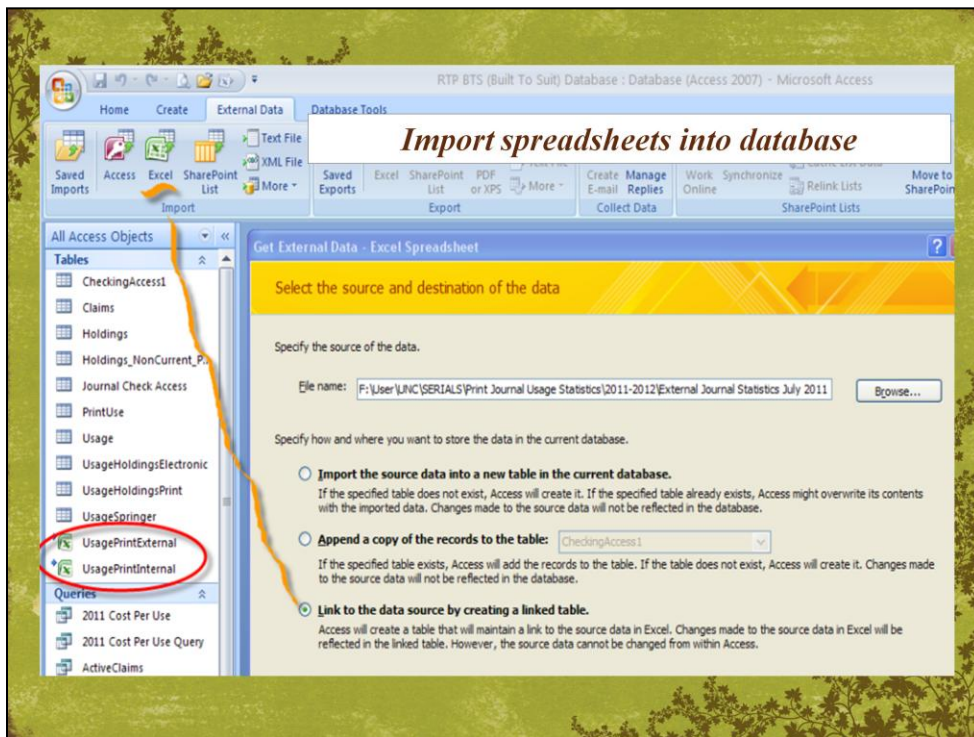 RTP BTS (Built To Suit) Database : Database (Access 2007) - Microsoft Access
Home Create External Data Database Tools
Import spreadsheets into database
Saved Imports
Access
Excel
SharePoint List
Text File
XML File
More
Import
Saved Exports
Excel
SharePoint List
PDF or XPS
More
Export
Create E-mail
Manage Replies
Collect Data
Work Online
Synchronize
Relink Lists
Move to SharePoin
SharePoint Lists
All Access Objects
Tables
CheckingAccess1
Claims
Holdings
Holdings_NonCurrent_P...
Journal Check Access
PrintUse
Usage
UsageHoldingsElectronic
UsageHoldingsPrint
UsageSpringer
UsagePrintExternal
UsagePrintInternal
Queries
2011 Cost Per Use
2011 Cost Per Use Query
ActiveClaims
Get External Data - Excel Spreadsheet
Select the source and destination of the data
Specify the source of the data.
File name: F:\User\UNC\SERIALS\Print Journal Usage Statistics\2011-2012\External Journal Statistics July 2011 Browse...
Specify how and where you want to store the data in the current database.
Import the source data into a new table in the current database.
If the specified table does not exist, Access will create it. If the specified table already exists, Access might overwrite its contents
with the imported data. Changes made to the source data will not be reflected in the database.
Append a copy of the records to the table: CheckingAccess1
If the specified table exists, Access will add the records to the table. If the table does not exist, Access will create it. Changes made
to the source data will not be reflected in the database.
Link to the data source by creating a linked table.
Access will create a table that will maintain a link to the source data in Excel. Changes made to the source data in Excel will be
reflected in the linked table. However, the source data cannot be changed from within Access.